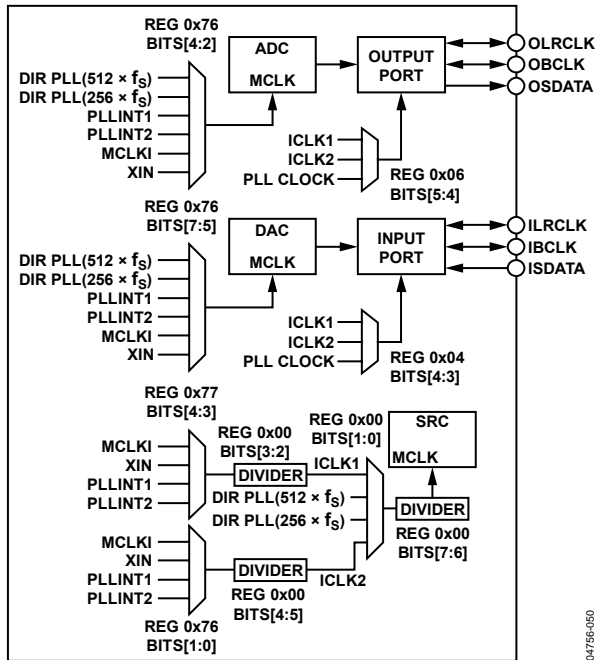 REG 0x76
BITS[4:2]
DIR PLL(512 × fS)
DIR PLL(256 × fS)
PLLINT1
PLLINT2
MCLKI
XIN
ADC
MCLK
OUTPUT
PORT
OLRCLK
OBCLK
OSDATA
ICLK1
ICLK2
PLL CLOCK
REG 0x06
BITS[5:4]
REG 0x76
BITS[7:5]
DIR PLL(512 × fS)
DIR PLL(256 × fS)
PLLINT1
PLLINT2
MCLKI
XIN
DAC
MCLK
INPUT
PORT
ILRCLK
IBCLK
ISDATA
ICLK1
ICLK2
PLL CLOCK
REG 0x04
BITS[4:3]
REG 0x77
BITS[4:3]
MCLKI
XIN
PLLINT1
PLLINT2
REG 0x00
BITS[3:2]
DIVIDER
ICLK1
REG 0x00
BITS[1:0]
SRC
MCLK
DIR PLL(512 × fS)
DIR PLL(256 × fS)
DIVIDER
REG 0x00
BITS[7:6]
MCLKI
XIN
PLLINT1
PLLINT2
DIVIDER
ICLK2
REG 0x00
BITS[4:5]
REG 0x76
BITS[1:0]
04756-050